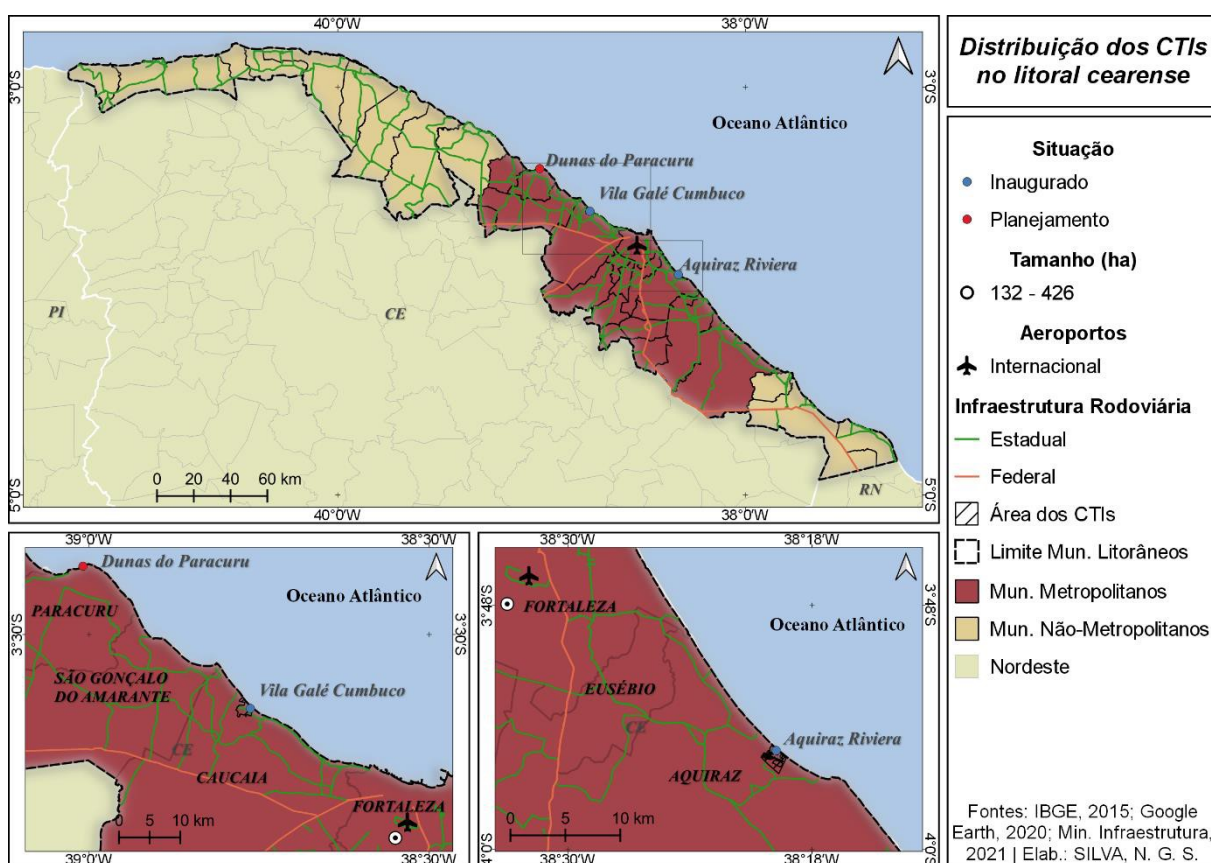 Distribuição dos CTIs
no litoral cearense
40°0'W
38°0'W
3°0'S
3°0'S
Oceano Atlântico
Dunas do Paracuru
Vila Galé Cumbuco
Aquiraz Riviera
PI
CE
RN
0 20 40 60 km
5°0'S
5°0'S
40°0'W
38°0'W
Situação
Inaugurado
Planejamento
Tamanho (ha)
132 - 426
Aeroportos
Internacional
Infraestrutura Rodoviária
Estadual
Federal
Área dos CTIs
Limite Mun. Litorâneos
Mun. Metropolitanos
Mun. Não-Metropolitanos
Nordeste
Fontes: IBGE, 2015; Google
Earth, 2020; Min. Infraestrutura,
2021 | Elab.: SILVA, N. G. S.
39°0'W
38°30'W
Dunas do Paracuru
Oceano Atlântico
PARACURU
3°30'S
3°30'S
SÃO GONÇALO
DO AMARANTE
Vila Galé Cumbuco
CE
CAUCAIA
FORTALEZA
0 5 10 km
39°0'W
38°30'W
38°30'W
38°18'W
3°48'S
3°48'S
FORTALEZA
Oceano Atlântico
EUSÉBIO
CE
Aquiraz Riviera
AQUIRAZ
0 5 10 km
4°0'S
4°0'S
38°30'W
38°18'W